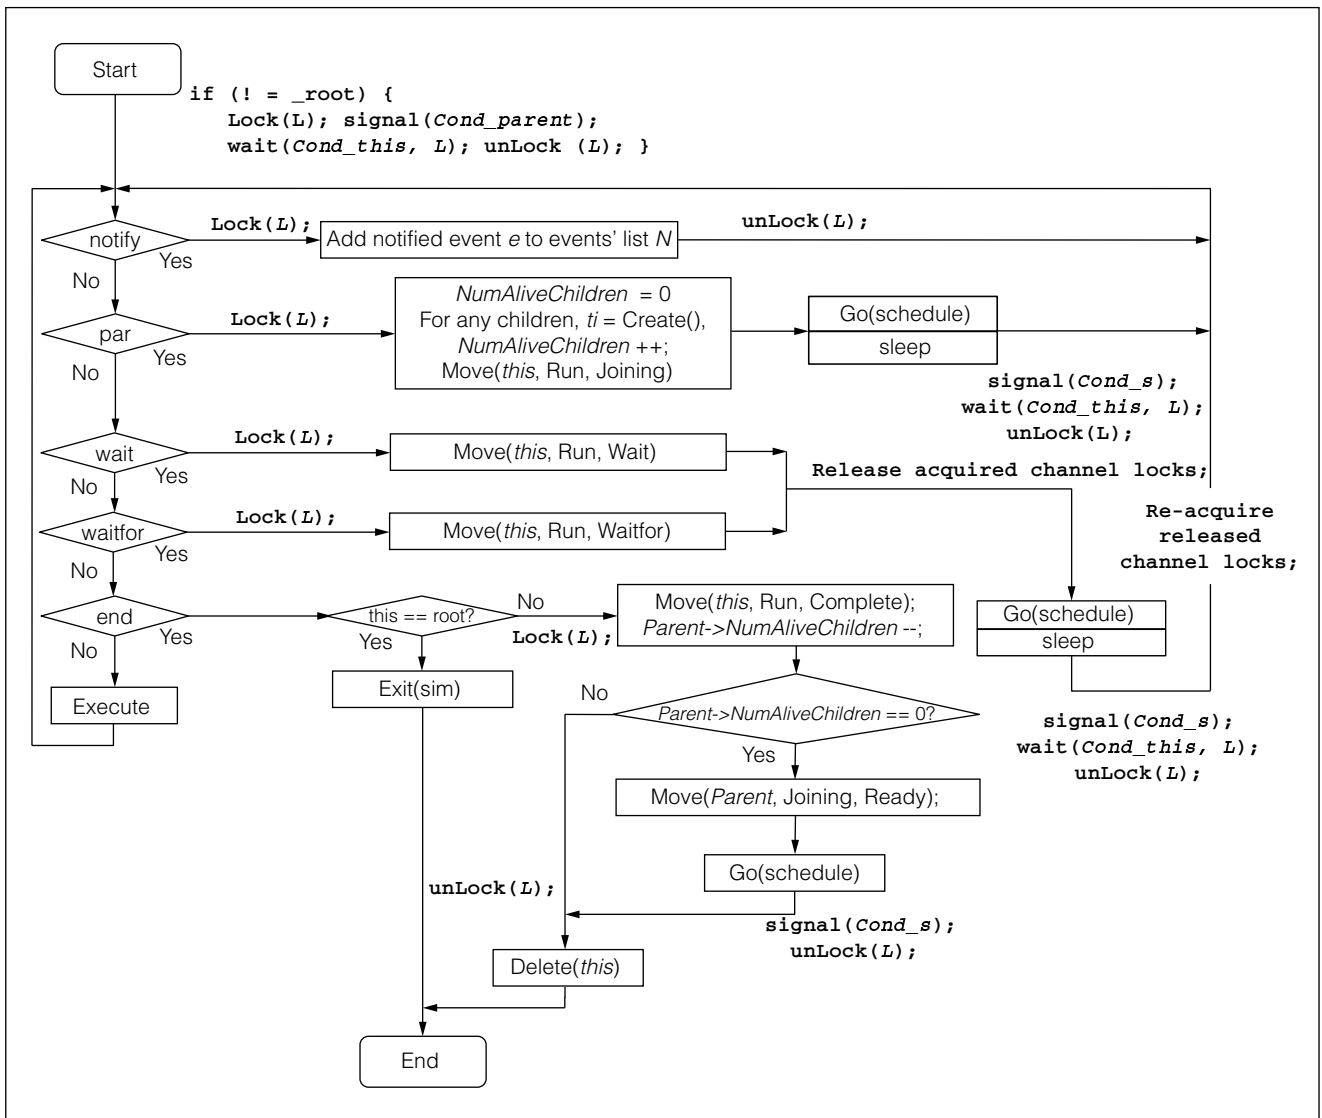 Start
if (! = _root) {
Lock(L); signal(Cond_parent);
wait(Cond_this, L); unLock (L); }
notify
Yes
No
Lock(L);
Add notified event e to events' list N
unLock(L);
par
Yes
No
Lock(L);
NumAliveChildren = 0
For any children, ti = Create(),
NumAliveChildren ++;
Move(this, Run, Joining)
Go(schedule)
sleep
signal(Cond_s);
wait(Cond_this, L);
unLock(L);
wait
Yes
No
Lock(L);
Move(this, Run, Wait)
Release acquired channel locks;
waitfor
Yes
No
Lock(L);
Move(this, Run, Waitfor)
Re-acquire
released
channel locks;
end
Yes
No
this == root?
No
Yes
Lock(L);
Move(this, Run, Complete);
Parent->NumAliveChildren --;
Go(schedule)
sleep
signal(Cond_s);
wait(Cond_this, L);
unLock(L);
Execute
Exit(sim)
No
Parent->NumAliveChildren == 0?
Yes
Move(Parent, Joining, Ready);
Go(schedule)
unLock(L);
signal(Cond_s);
unLock(L);
Delete(this)
End